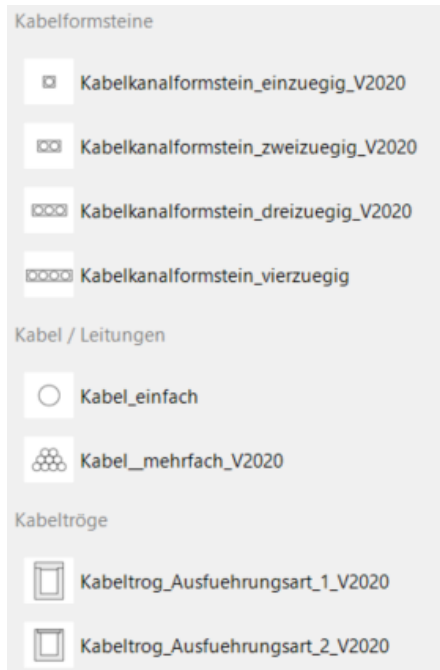 Kabelformsteine
Kabelkanalformstein_einzuegig_V2020
Kabelkanalformstein_zweizuegig_V2020
Kabelkanalformstein_dreizuegig_V2020
Kabelkanalformstein_vierzuegig
Kabel / Leitungen
Kabel_einfach
Kabel__mehrfach_V2020
Kabeltröge
Kabeltrog_Ausfuehrungsart_1_V2020
Kabeltrog_Ausfuehrungsart_2_V2020